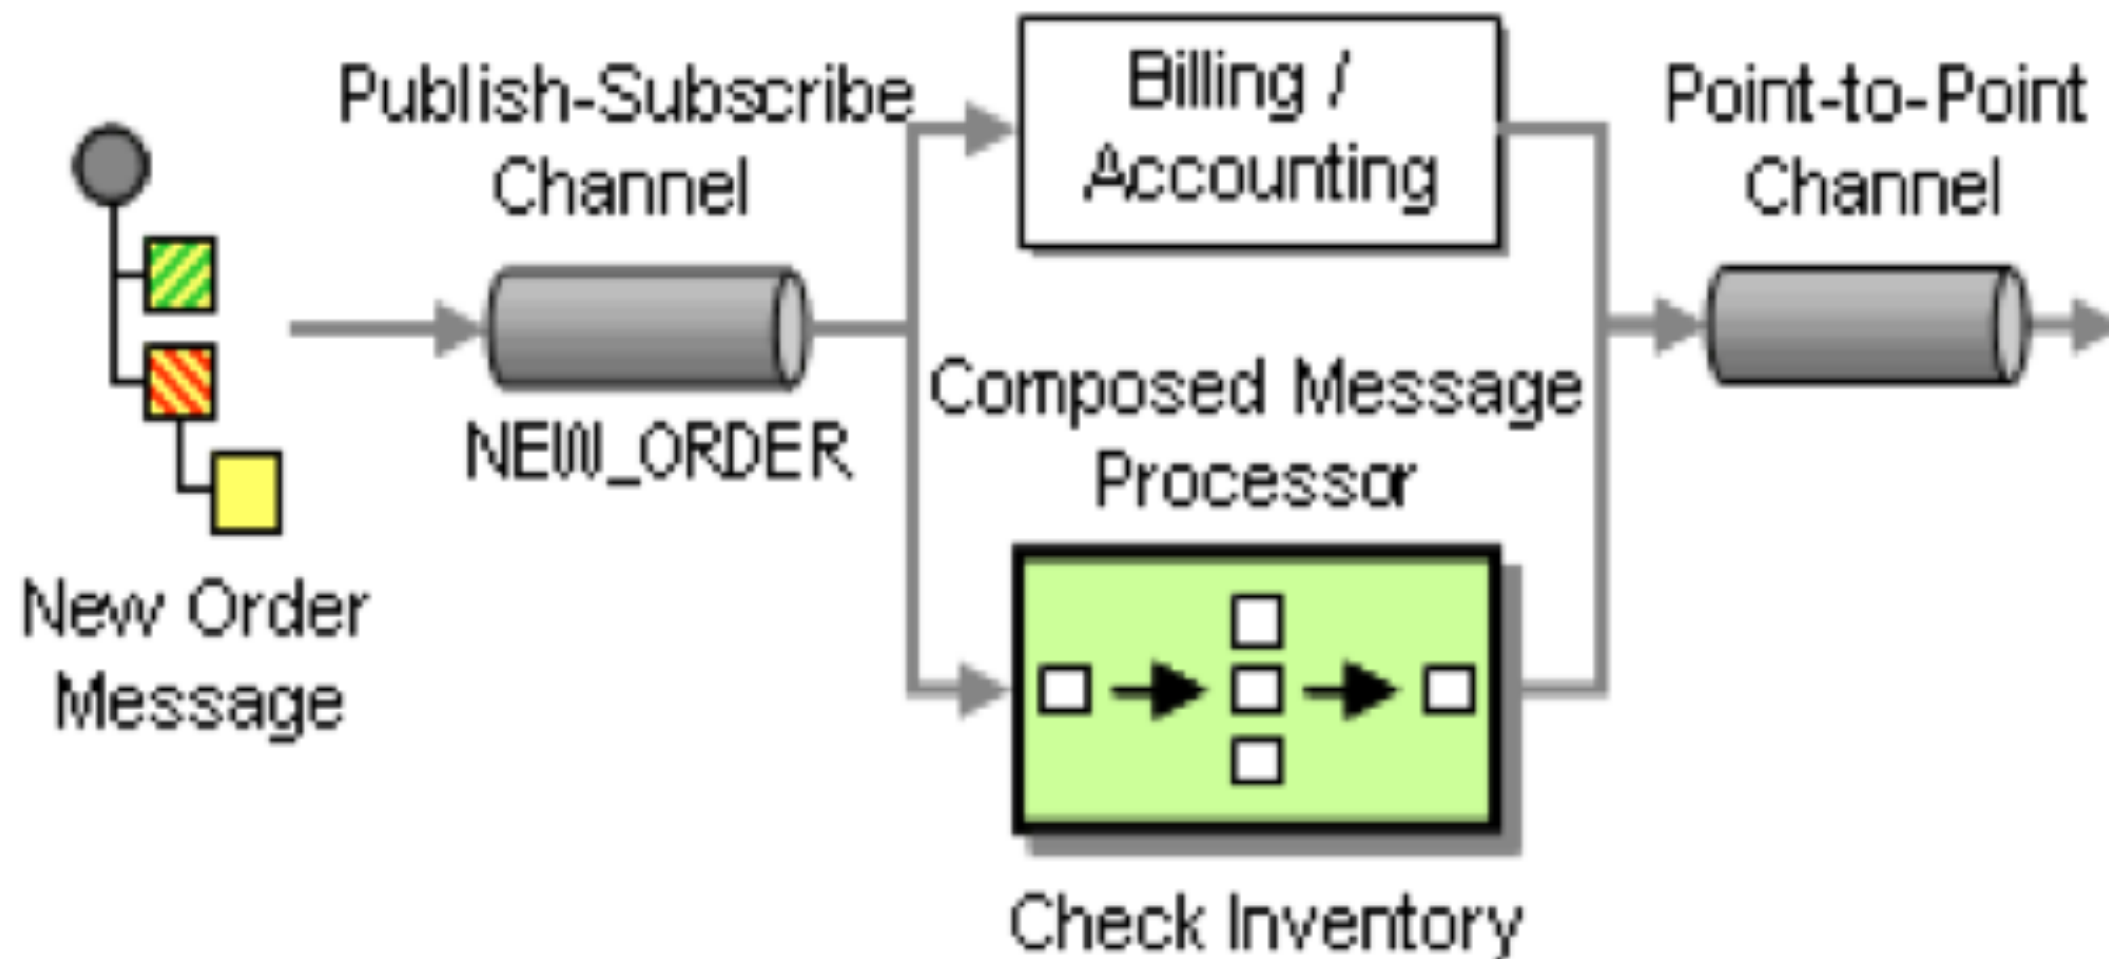 Publish-Subscribe
Channel
NEW_ORDER
New Order
Message
Billing /
Accounting
Composed Message
Processor
Check Inventory
Point-to-Point
Channel